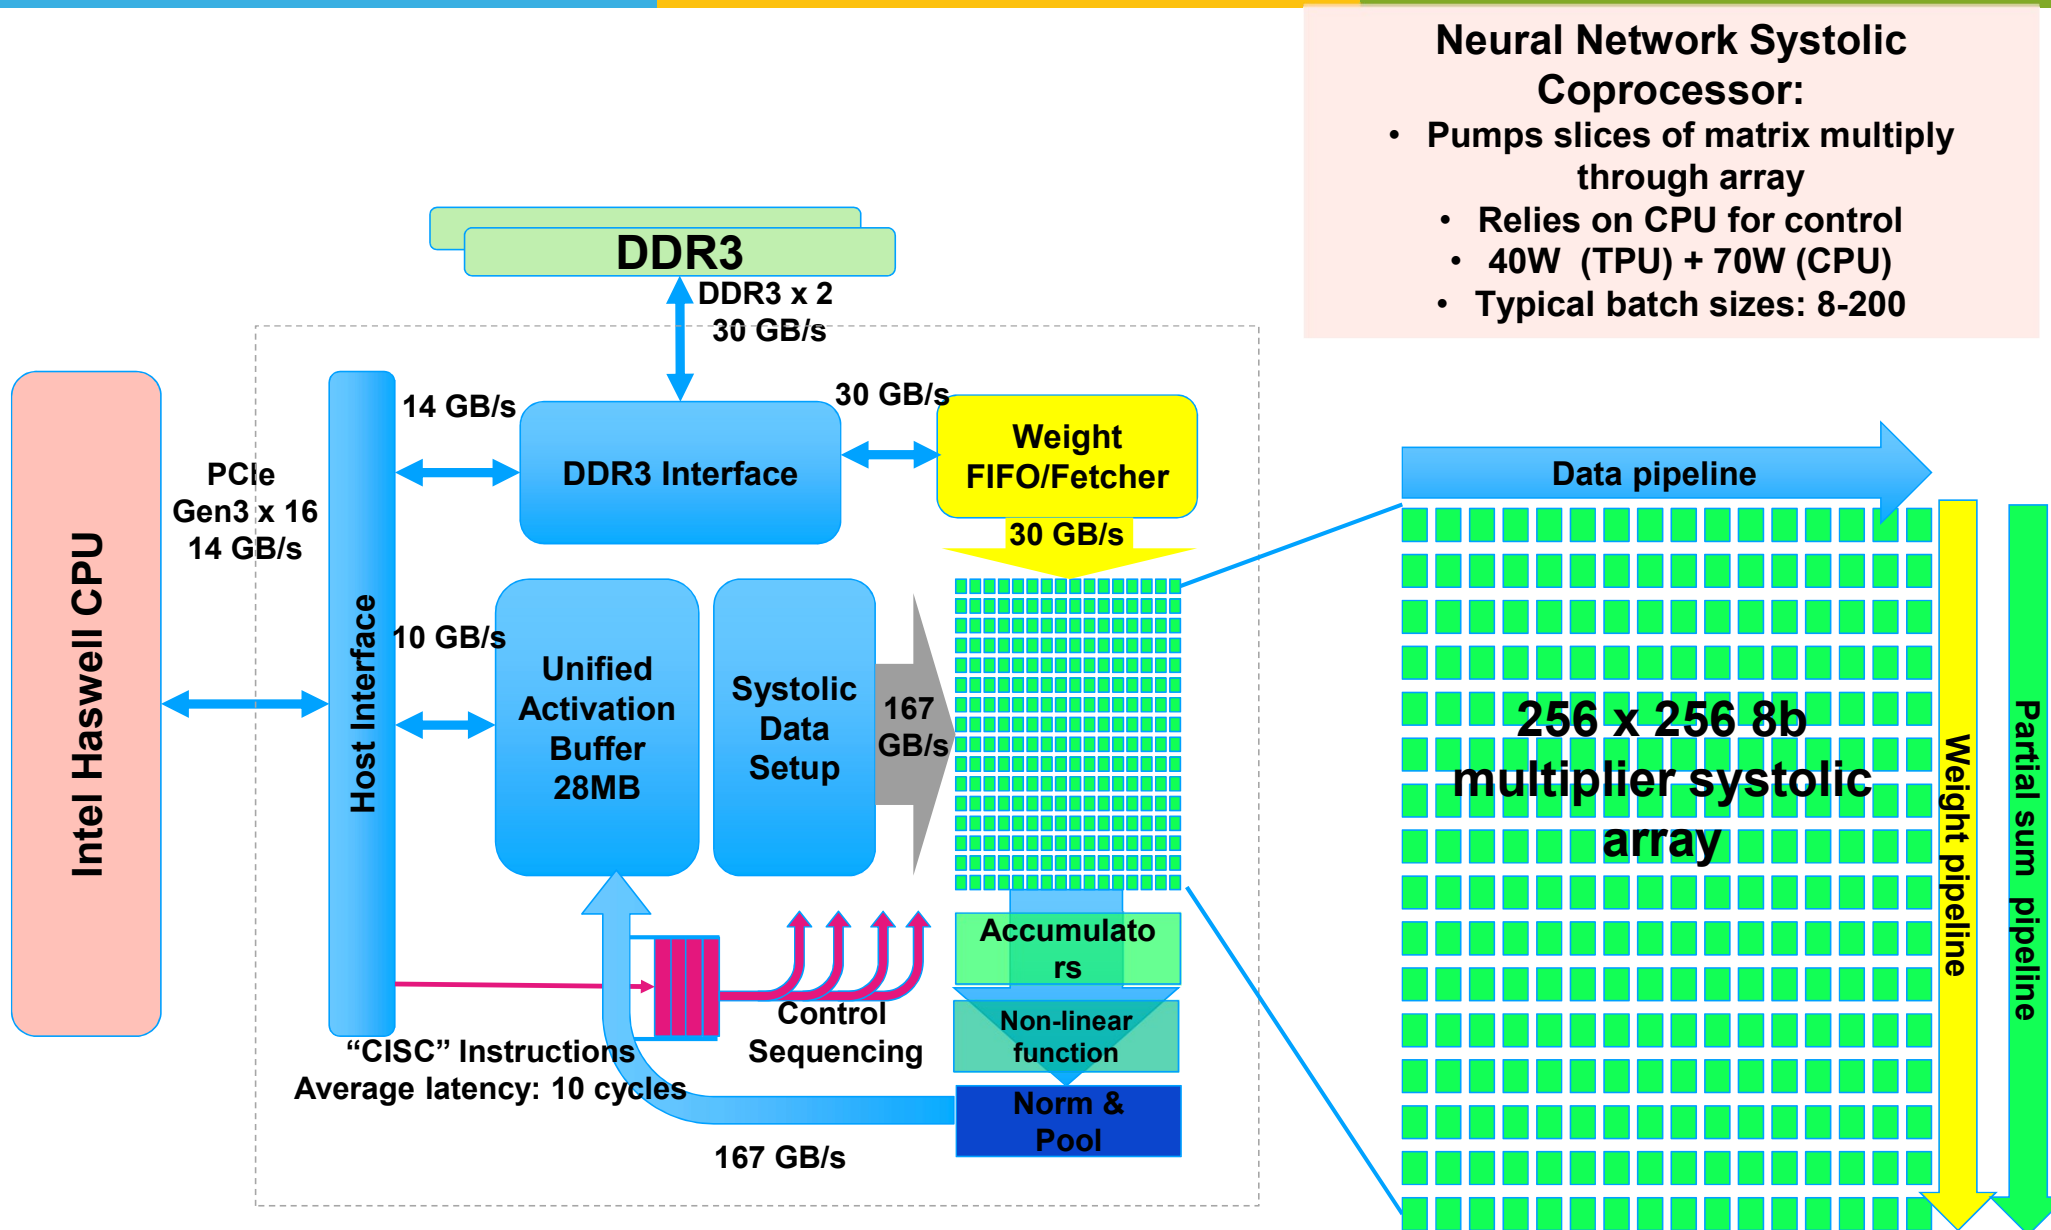 Neural Network Systolic
Coprocessor:
• Pumps slices of matrix multiply
through array
• Relies on CPU for control
• 40W (TPU) + 70W (CPU)
• Typical batch sizes: 8-200
DDR3
DDR3 x 2
30 GB/s
14 GB/s
30 GB/s
Weight
FIFO/Fetcher
DDR3 Interface
30 GB/s
PCIe
Gen3 x 16
14 GB/s
Intel Haswell CPU
Host Interface
10 GB/s
Unified
Activation
Buffer
28MB
Systolic
Data
Setup
167
GB/s
Accumulato
rs
Non-linear
function
Norm &
Pool
Control
Sequencing
“CISC” Instructions
Average latency: 10 cycles
167 GB/s
Data pipeline
256 x 256 8b
multiplier systolic
array
Weight pipeline
Partial sum pipeline